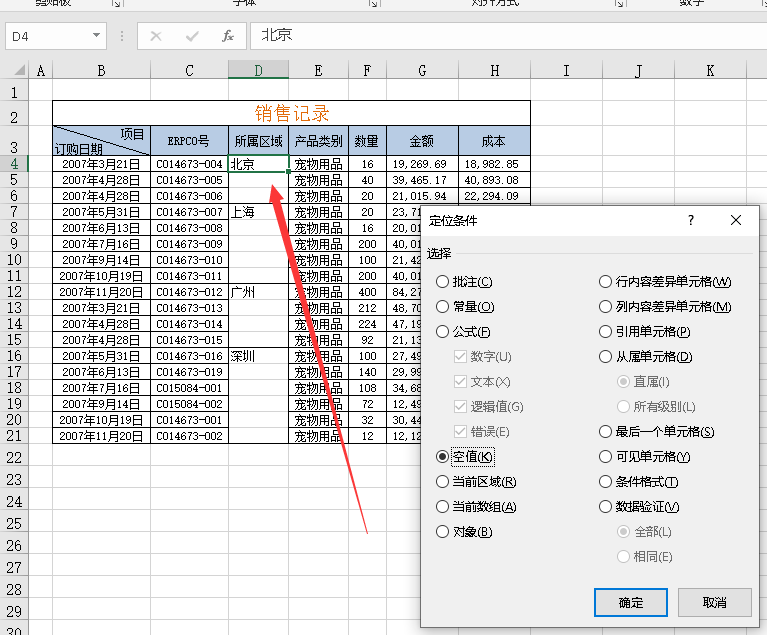 剪贴板 字体 对齐方式 数字
D4 fx 北京
A B C D E F G H I J K
1
2 销售记录
3 项目 订购日期 ERPCO号 所属区域 产品类别 数量 金额 成本
4 2007年3月21日 C014673-004 北京 宠物用品 16 19,269.69 18,982.85
5 2007年4月28日 C014673-005 宠物用品 40 39,465.17 40,893.08
6 2007年4月28日 C014673-006 宠物用品 20 21,015.94 22,294.09
7 2007年5月31日 C014673-007 上海 宠物用品 20 23,71
8 2007年6月13日 C014673-008 宠物用品 16 20,01
9 2007年7月16日 C014673-009 宠物用品 200 40,01
10 2007年9月14日 C014673-010 宠物用品 100 21,42
11 2007年10月19日 C014673-011 宠物用品 200 40,01
12 2007年11月20日 C014673-012 广州 宠物用品 400 84,27
13 2007年3月21日 C014673-013 宠物用品 212 48,70
14 2007年4月28日 C014673-014 宠物用品 224 47,19
15 2007年4月28日 C014673-015 宠物用品 92 21,13
16 2007年5月31日 C014673-016 深圳 宠物用品 100 27,49
17 2007年6月13日 C014673-019 宠物用品 140 29,99
18 2007年7月16日 C015084-001 宠物用品 108 34,68
19 2007年9月14日 C015084-002 宠物用品 72 12,49
20 2007年10月19日 C014673-001 宠物用品 32 30,44
21 2007年11月20日 C014673-002 宠物用品 12 12,12
22
23
24
25
26
27
28
29
30
定位条件 ?
选择
批注(C) 行内容差异单元格(W)
常量(O) 列内容差异单元格(M)
公式(F) 引用单元格(P)
数字(U) 从属单元格(D)
文本(X) 直属(I)
逻辑值(G) 所有级别(L)
错误(E) 最后一个单元格(S)
空值(K) 可见单元格(Y)
当前区域(R) 条件格式(T)
当前数组(A) 数据验证(V)
对象(B) 全部(L)
相同(E)
确定 取消